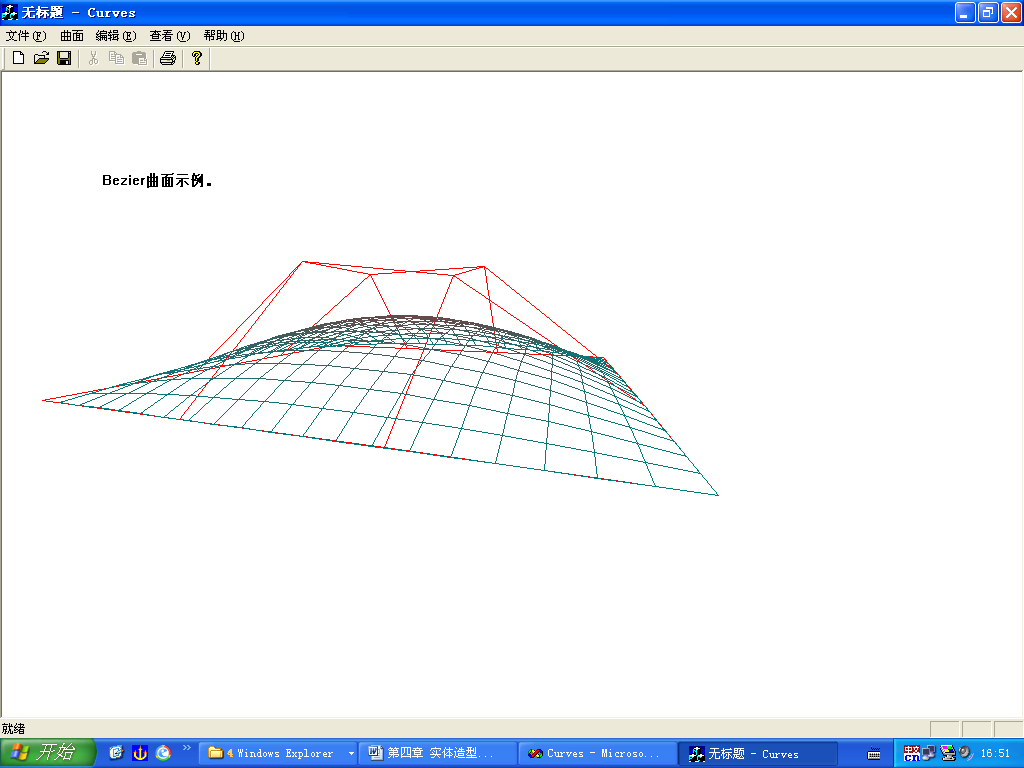 无标题 - Curves
文件(F) 曲面 编辑(E) 查看(V) 帮助(H)
Bezier曲面示例。
就绪
开始 4 Windows Explorer 第四章 实体造型... Curves - Microso... 无标题 - Curves 16:51